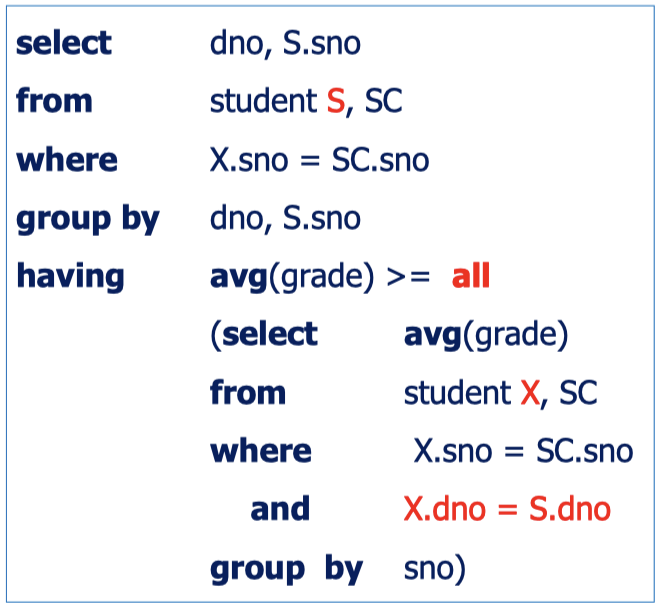 select dno, S.sno
from student S, SC
where X.sno = SC.sno
group by dno, S.sno
having avg(grade) >= all
(select avg(grade)
from student X, SC
where X.sno = SC.sno
and X.dno = S.dno
group by sno)